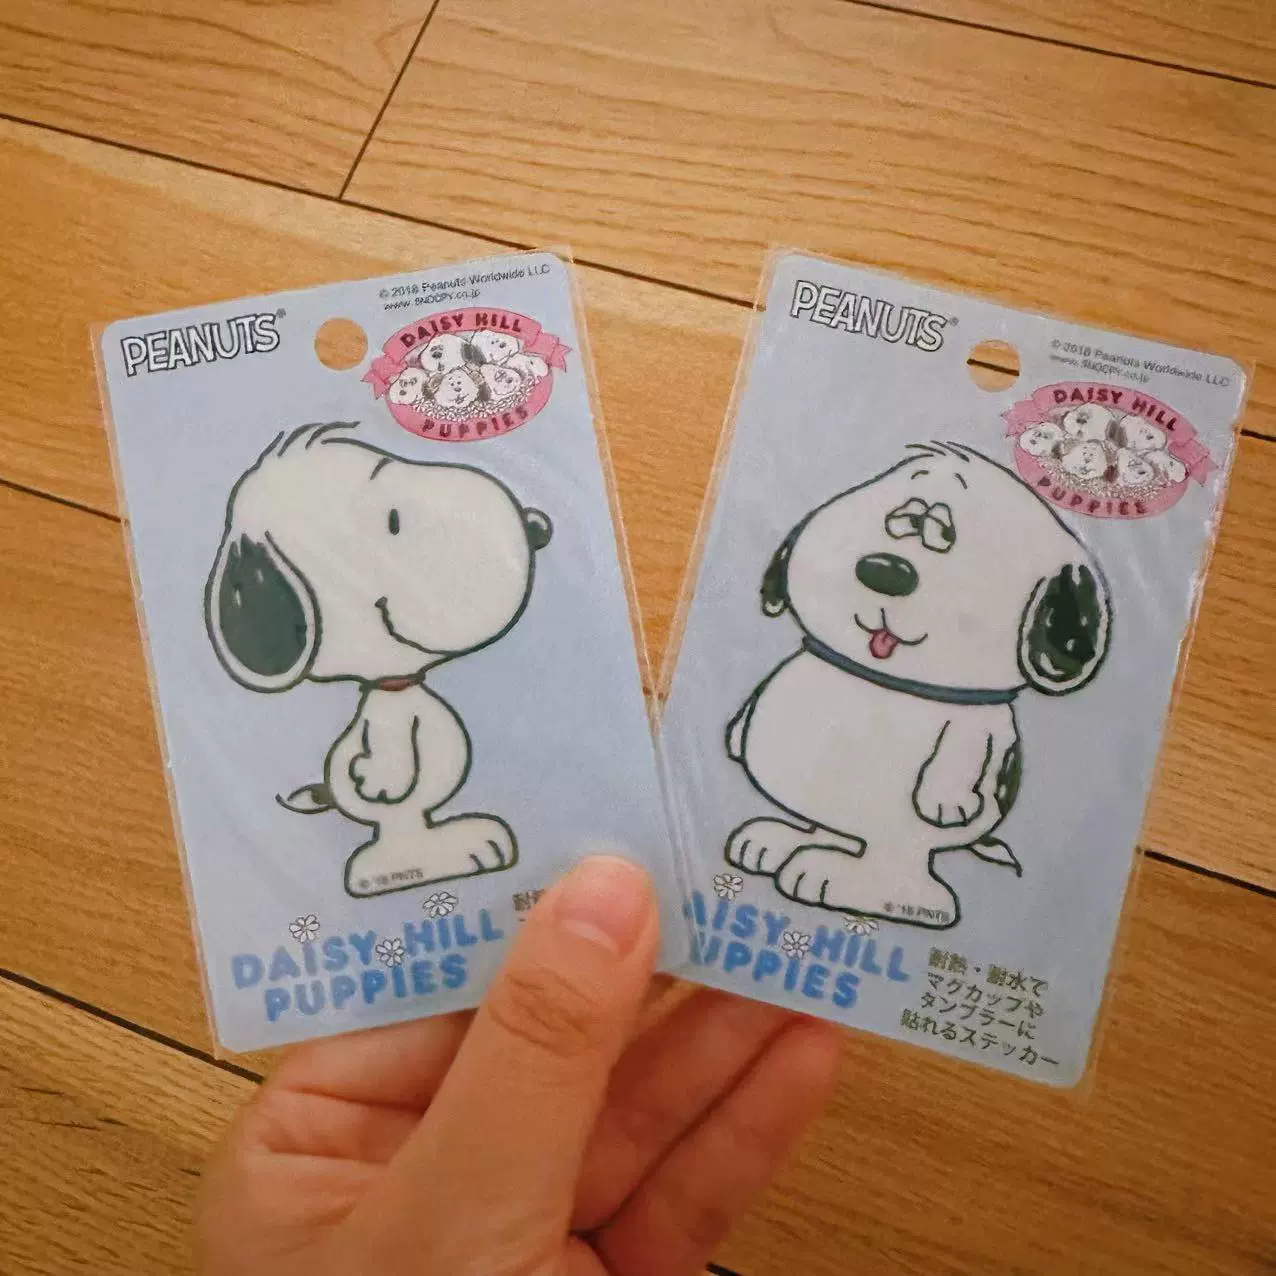 PEANUTS®
© 2018 Peanuts Worldwide LLC
www.SNOOPY.co.jp
DAISY HILL
PUPPIES
© '18 PNTS
DAISY HILL
PUPPIES
PEANUTS®
© 2018 Peanuts Worldwide LLC
www.SNOOPY.co.jp
DAISY HILL
PUPPIES
© '18 PNTS
AISY HILL
UPPIES
耐熱・耐水で
マグカップや
タンブラーに
貼れるステッカー